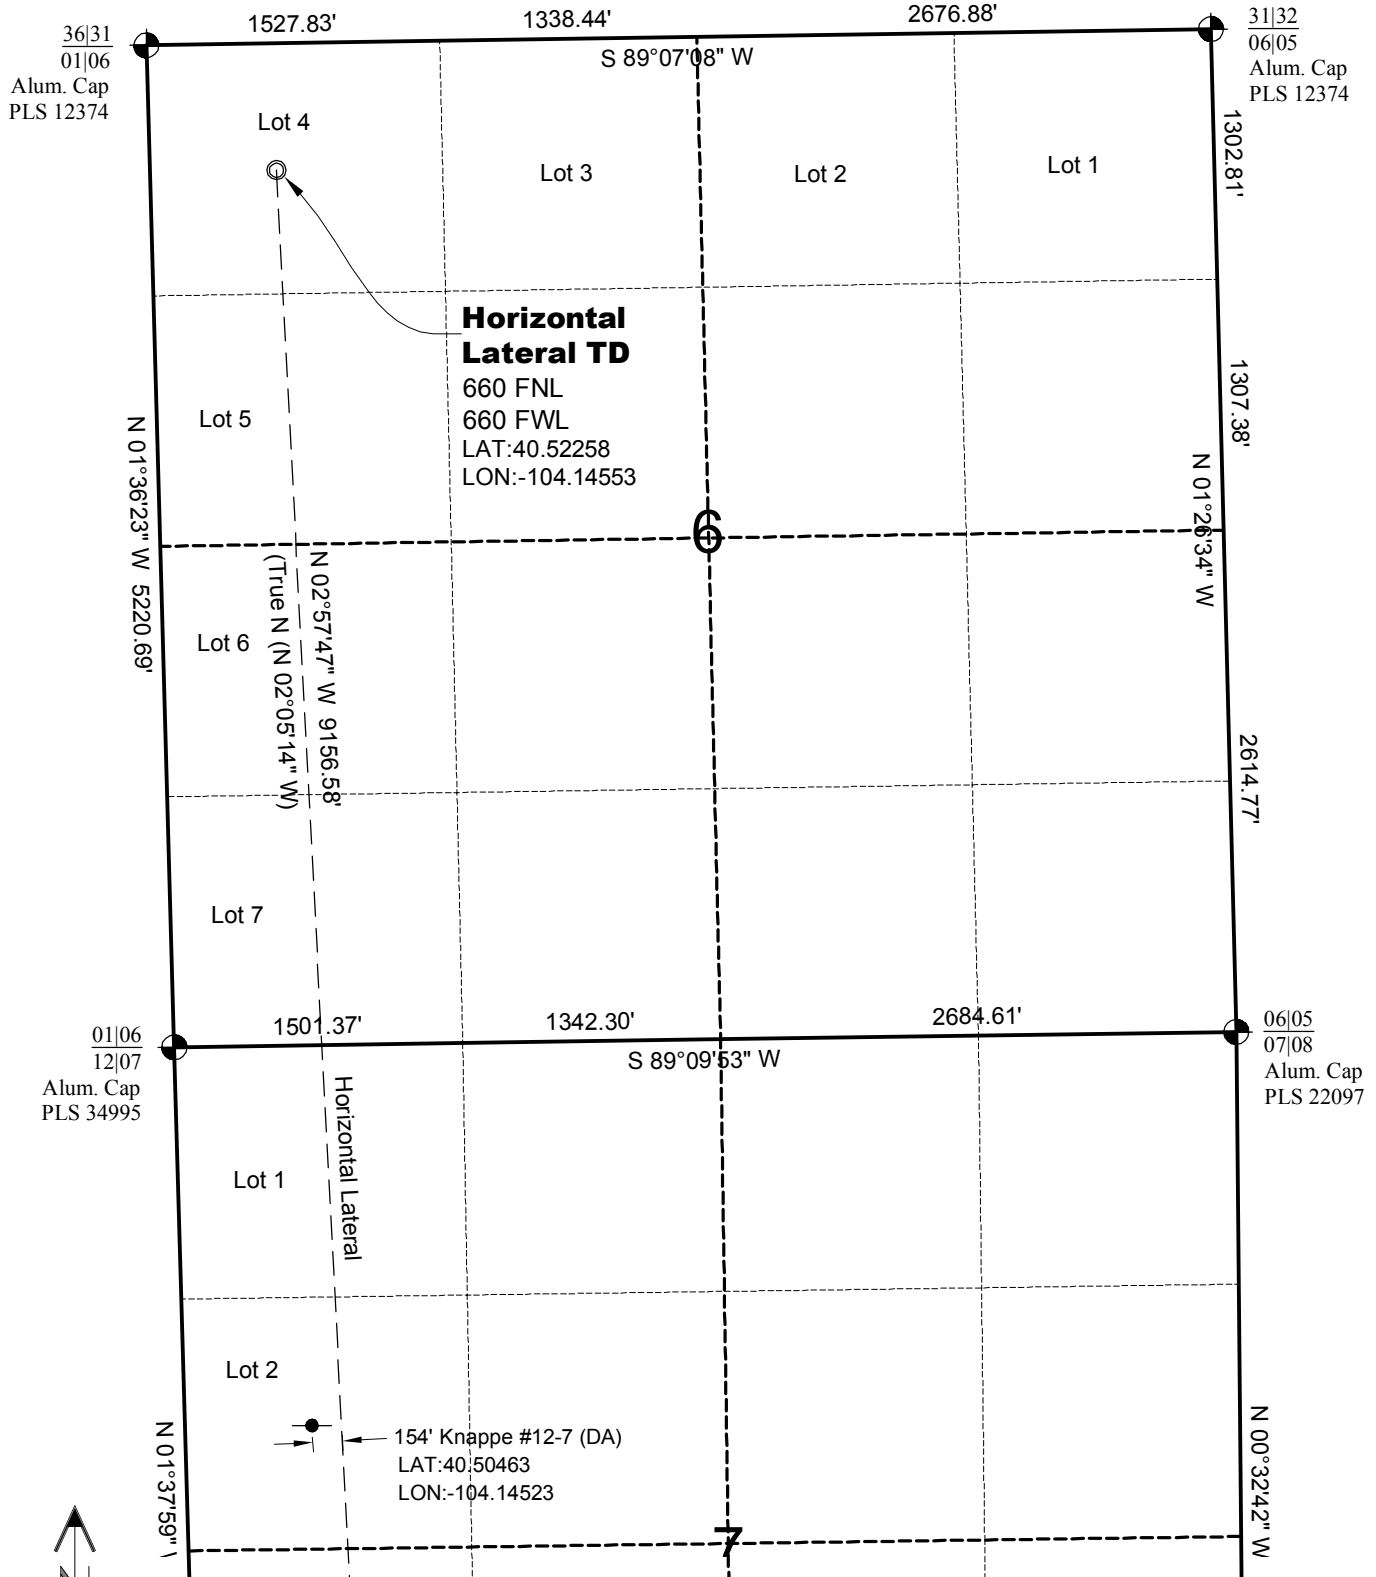 1527.83'
1338.44'
2676.88'
S 89°07'08" W
36|31
01|06
Alum. Cap
PLS 12374
31|32
06|05
Alum. Cap
PLS 12374
1302.81'
Lot 4
Lot 3
Lot 2
Lot 1
Horizontal
Lateral TD
660 FNL
660 FWL
LAT:40.52258
LON:-104.14553
1307.38'
Lot 5
N 01°36'23" W 5220.69'
N 01°26'34" W
6
N 02°57'47" W 9156.58'
(True N (N 02°05'14" W)
Lot 6
2614.77'
Lot 7
1501.37'
1342.30'
2684.61'
S 89°09'53" W
01|06
12|07
Alum. Cap
PLS 34995
06|05
07|08
Alum. Cap
PLS 22097
Horizontal Lateral
Lot 1
Lot 2
154' Knappe #12-7 (DA)
LAT:40.50463
LON:-104.14523
N 01°37'59"
N 00°32'42" W
7